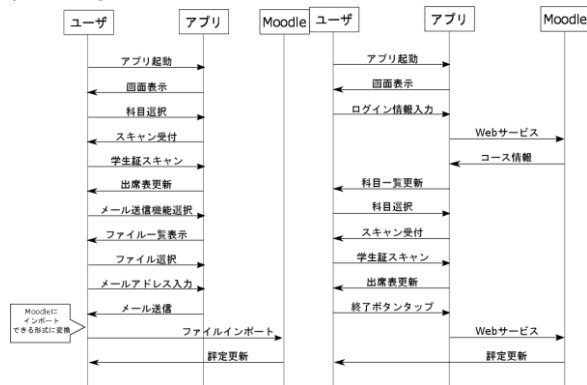 ユーザ
アプリ
Moodle
アプリ起動
画面表示
科目選択
スキャン受付
学生証スキャン
出席表更新
メール送信機能選択
ファイル一覧表示
ファイル選択
メールアドレス入力
メール送信
Moodleに
インポート
できる形式に変換
ファイルインポート
評定更新
ユーザ
アプリ
Moodle
アプリ起動
画面表示
ログイン情報入力
Webサービス
コース情報
科目一覧更新
科目選択
スキャン受付
学生証スキャン
出席表更新
終了ボタンタップ
Webサービス
評定更新